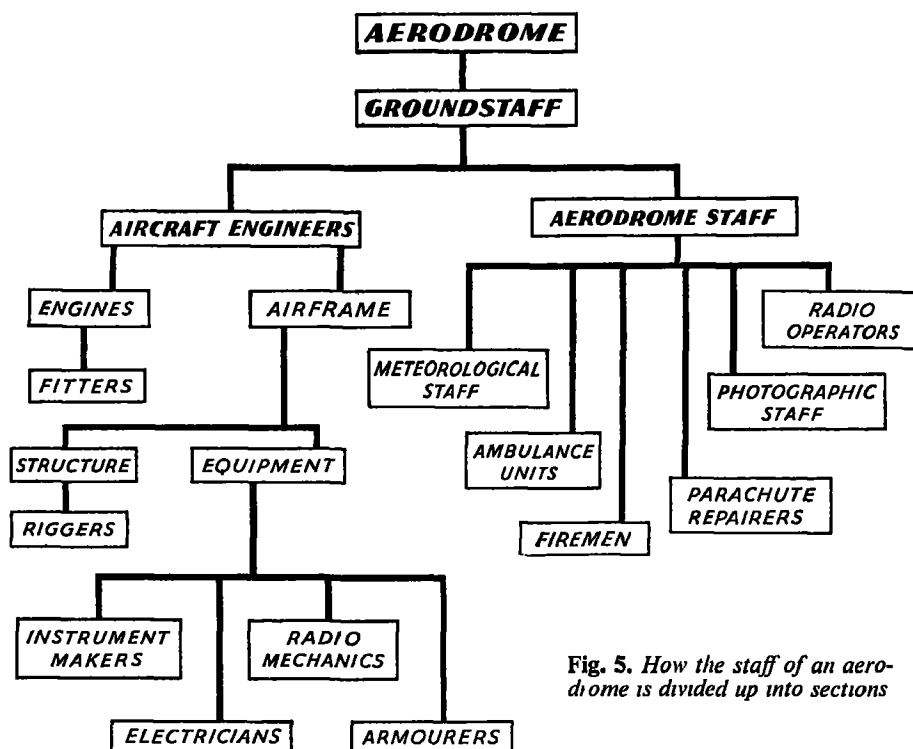 AERODROME
GROUNDSTAFF
AIRCRAFT ENGINEERS
AERODROME STAFF
ENGINES
AIRFRAME
RADIO
OPERATORS
FITTERS
METEOROLOGICAL
STAFF
PHOTOGRAPHIC
STAFF
STRUCTURE
EQUIPMENT
AMBULANCE
UNITS
PARACHUTE
REPAIRERS
RIGGERS
FIREMEN
INSTRUMENT
MAKERS
RADIO
MECHANICS
ELECTRICIANS
ARMOURERS
Fig. 5. How the staff of an aero-
drome is divided up into sections